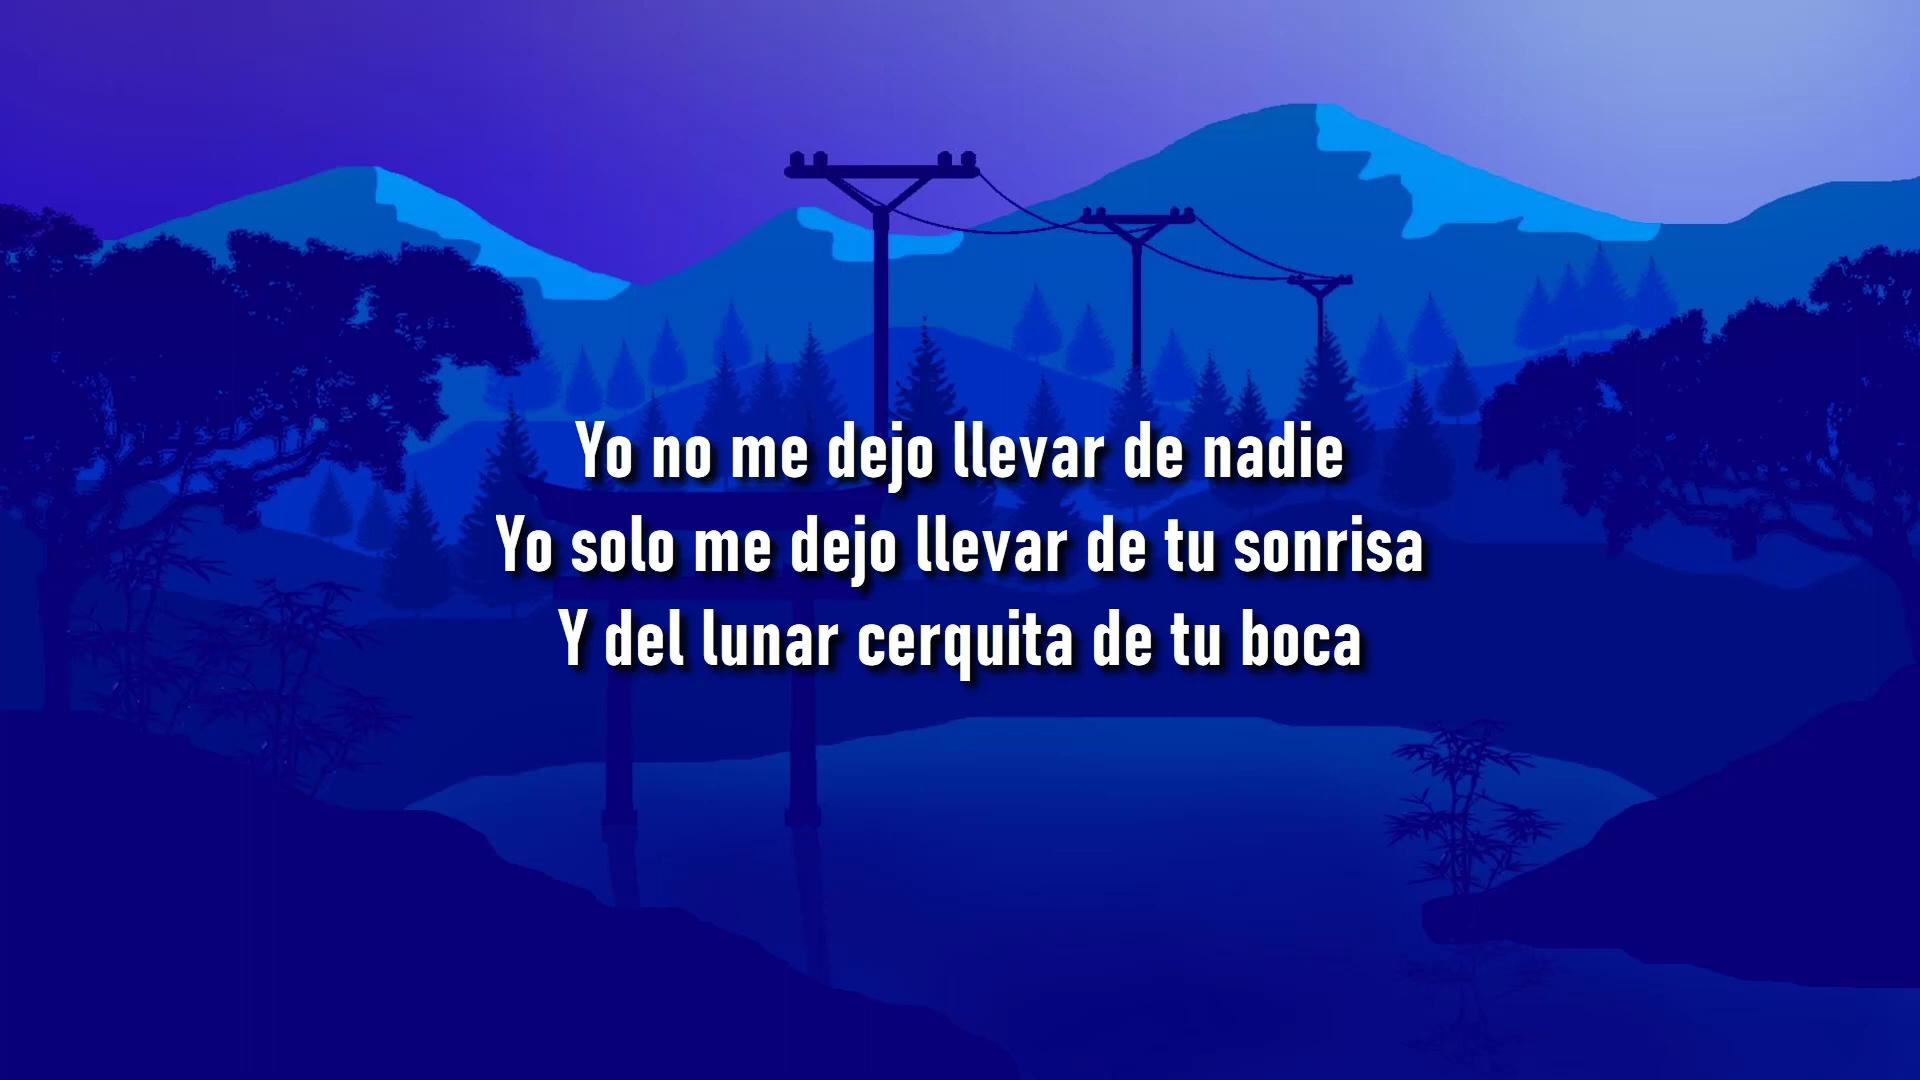 Yo no me dejo llevar de nadie
Yo solo me dejo llevar de tu sonrisa
Y del lunar cerquita de tu boca